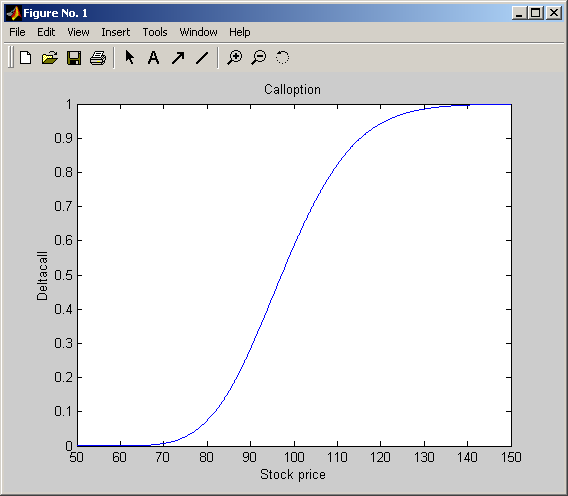 Figure No. 1
File Edit View Insert Tools Window Help
A
Calloption
1
0.9
0.8
0.7
0.6
0.5
0.4
0.3
0.2
0.1
0
Deltacall
50 60 70 80 90 100 110 120 130 140 150
Stock price